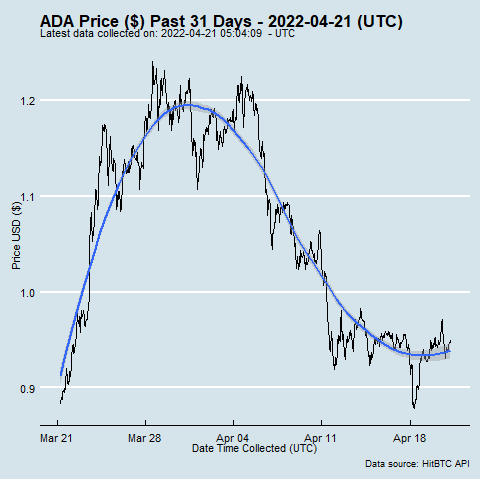 ADA Price ($) Past 31 Days - 2022-04-21 (UTC)
Latest data collected on: 2022-04-21 05:04:09 - UTC
1.2
1.1
1.0
0.9
Price USD ($)
Mar 21 Mar 28 Apr 04 Apr 11 Apr 18
Date Time Collected (UTC)
Data source: HitBTC API